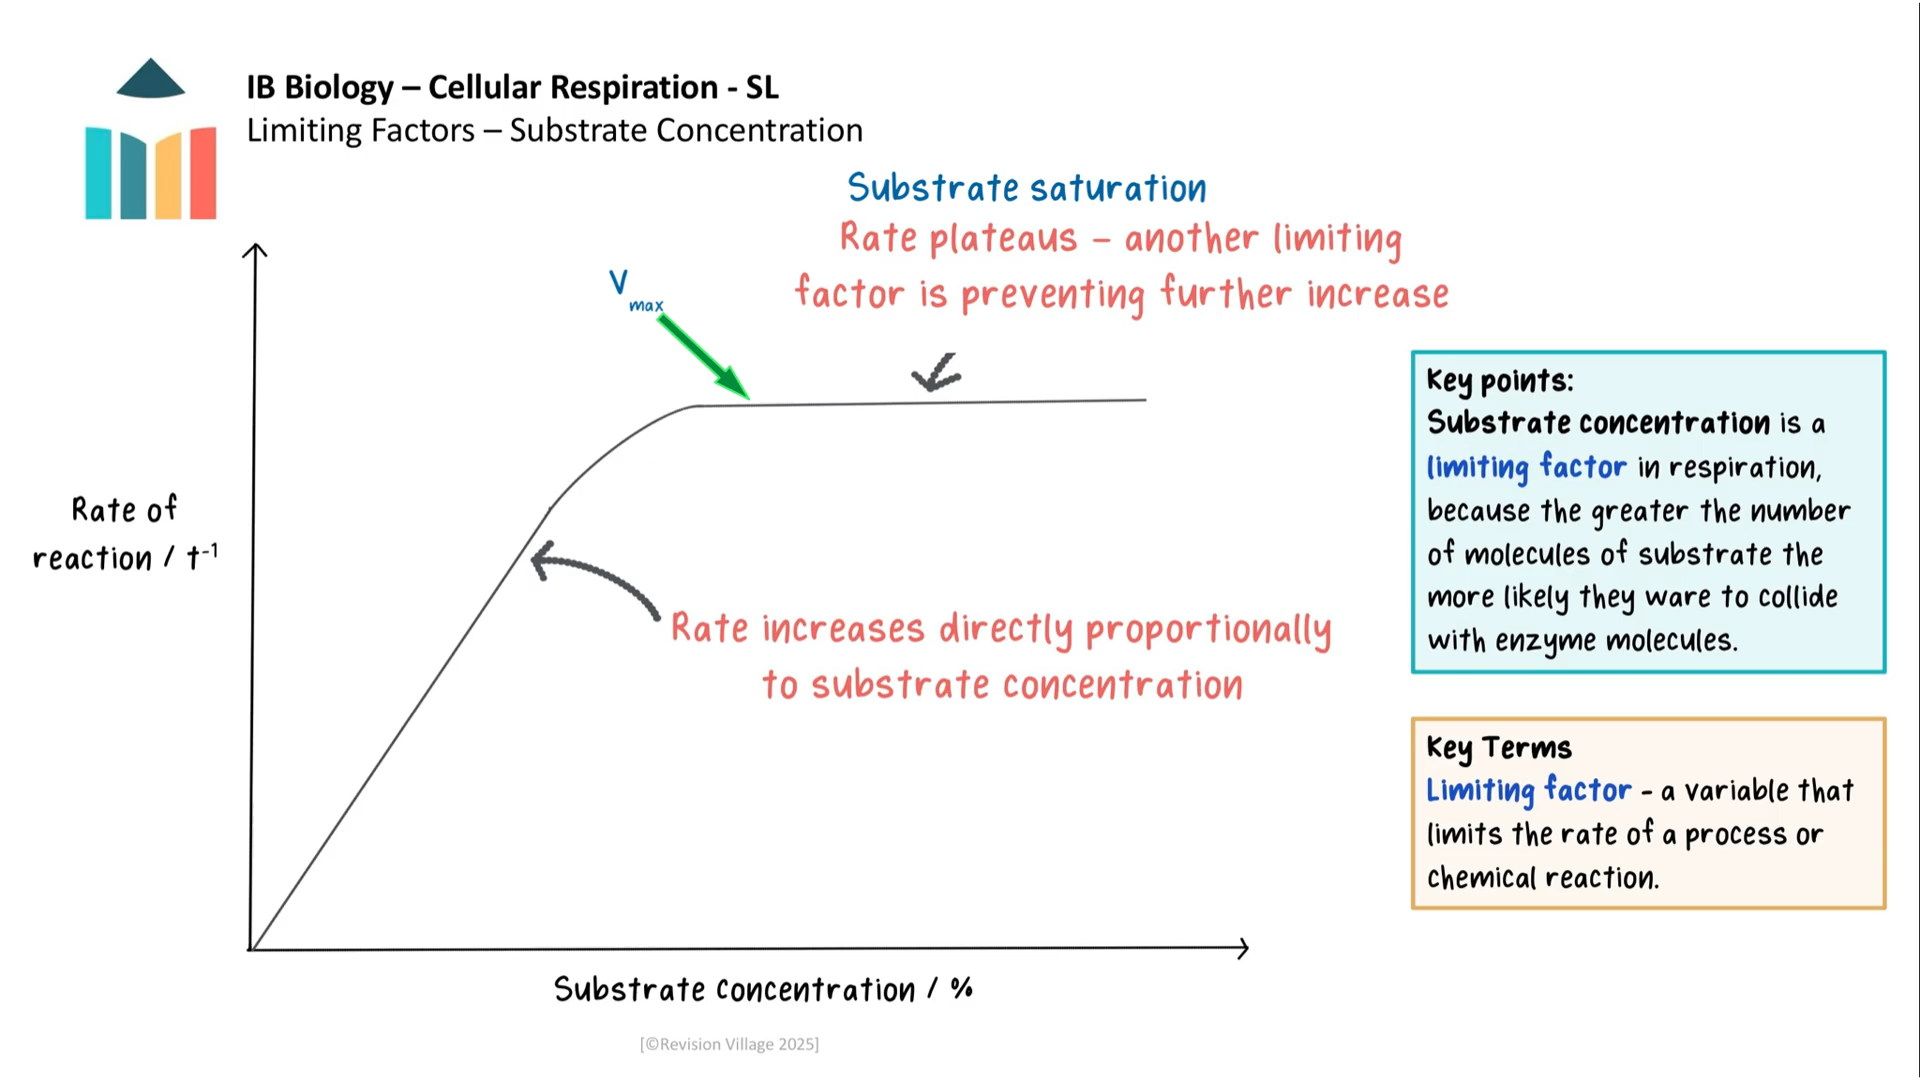 IB Biology – Cellular Respiration - SL
Limiting Factors – Substrate Concentration
Substrate saturation
Rate plateaus – another limiting
factor is preventing further increase
Vmax
Rate of
reaction / t⁻¹
Rate increases directly proportionally
to substrate concentration
Substrate concentration / %
Key points:
Substrate concentration is a
limiting factor in respiration,
because the greater the number
of molecules of substrate the
more likely they ware to collide
with enzyme molecules.
Key Terms
Limiting factor - a variable that
limits the rate of a process or
chemical reaction.
[©Revision Village 2025]